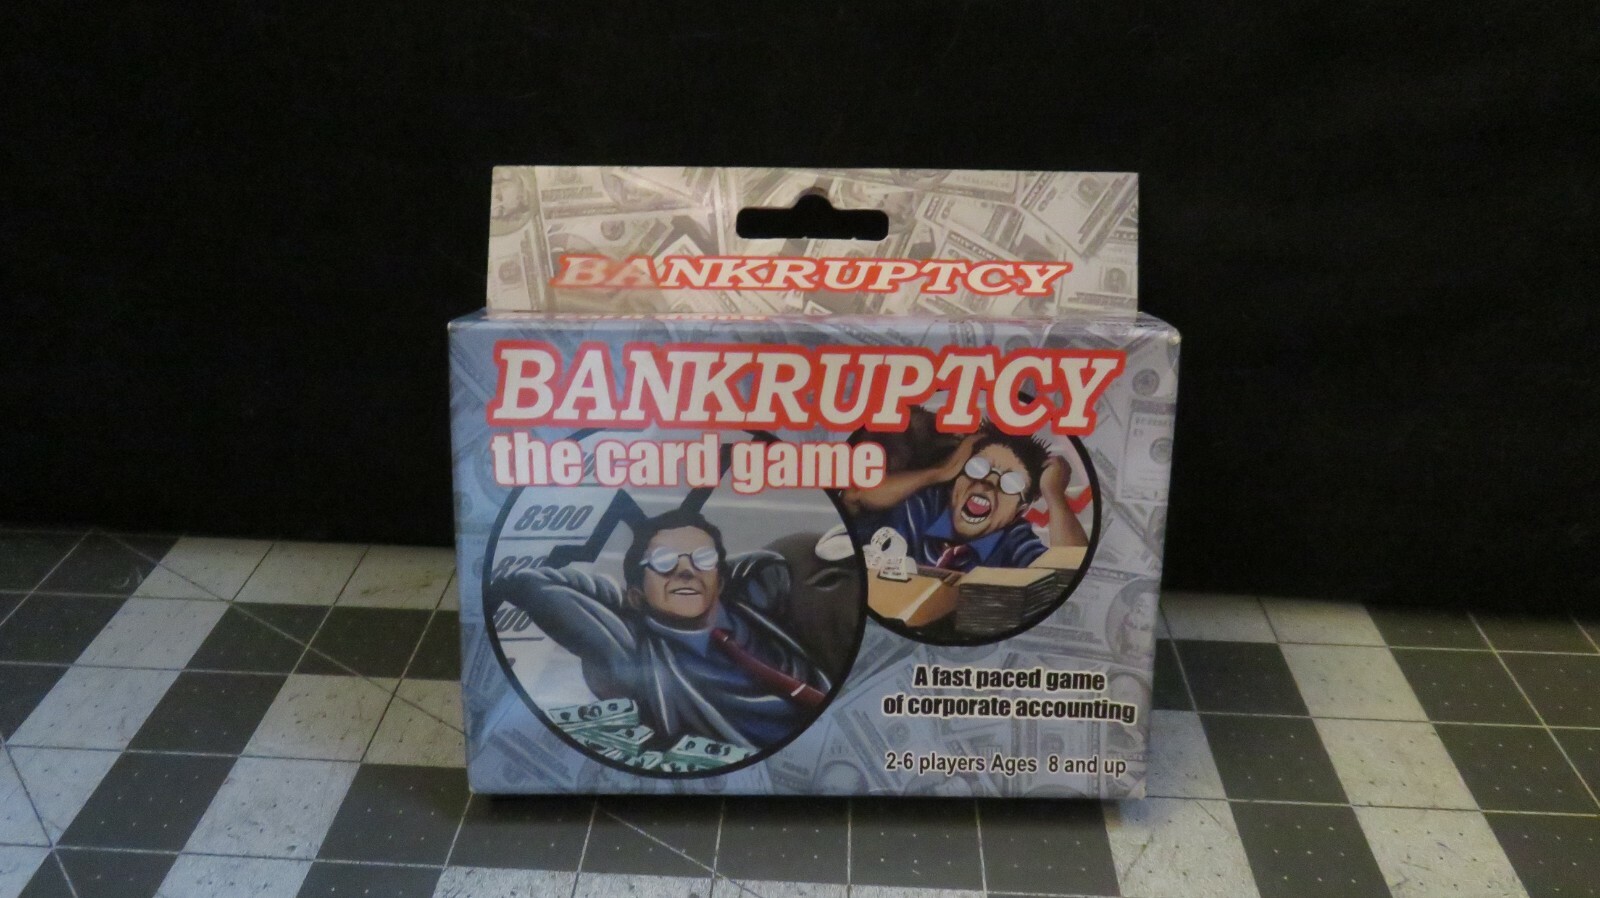 BANKRUPTCY
BANKRUPTCY
the card game
8300
A fast paced game
of corporate accounting
2-6 players Ages 8 and up